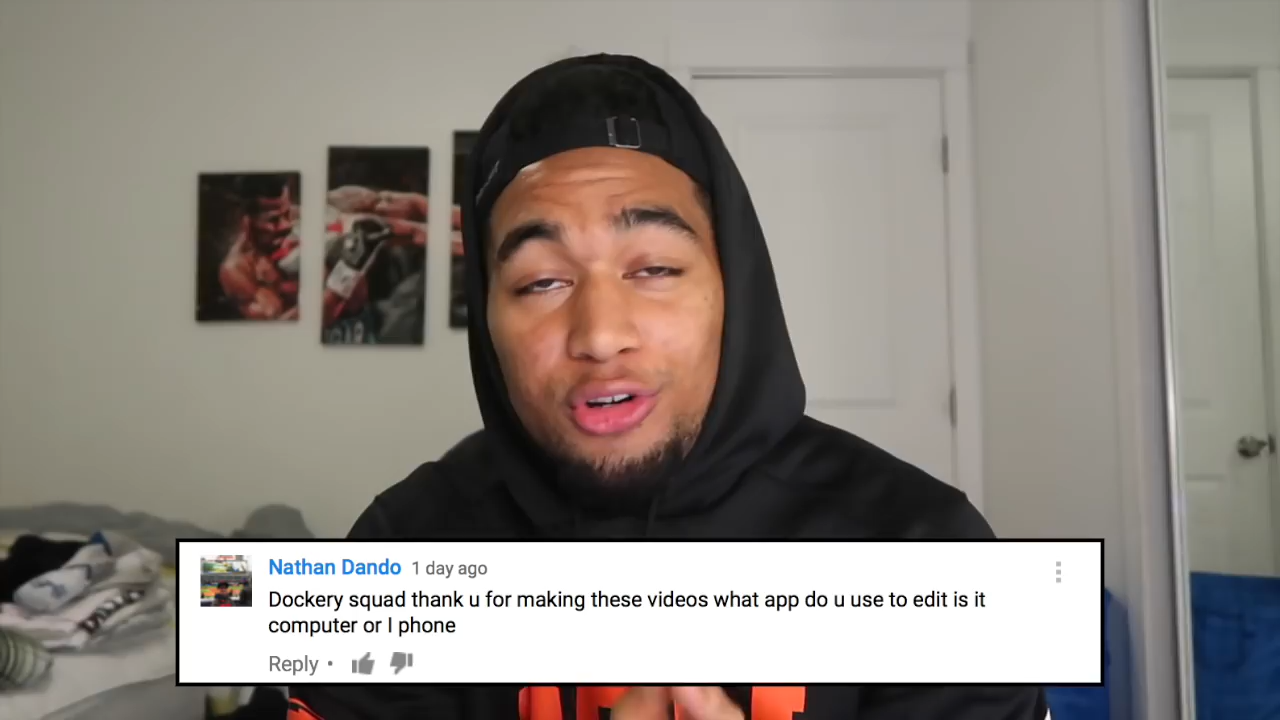 Nathan Dando 1 day ago
Dockery squad thank u for making these videos what app do u use to edit is it
computer or I phone
Reply •